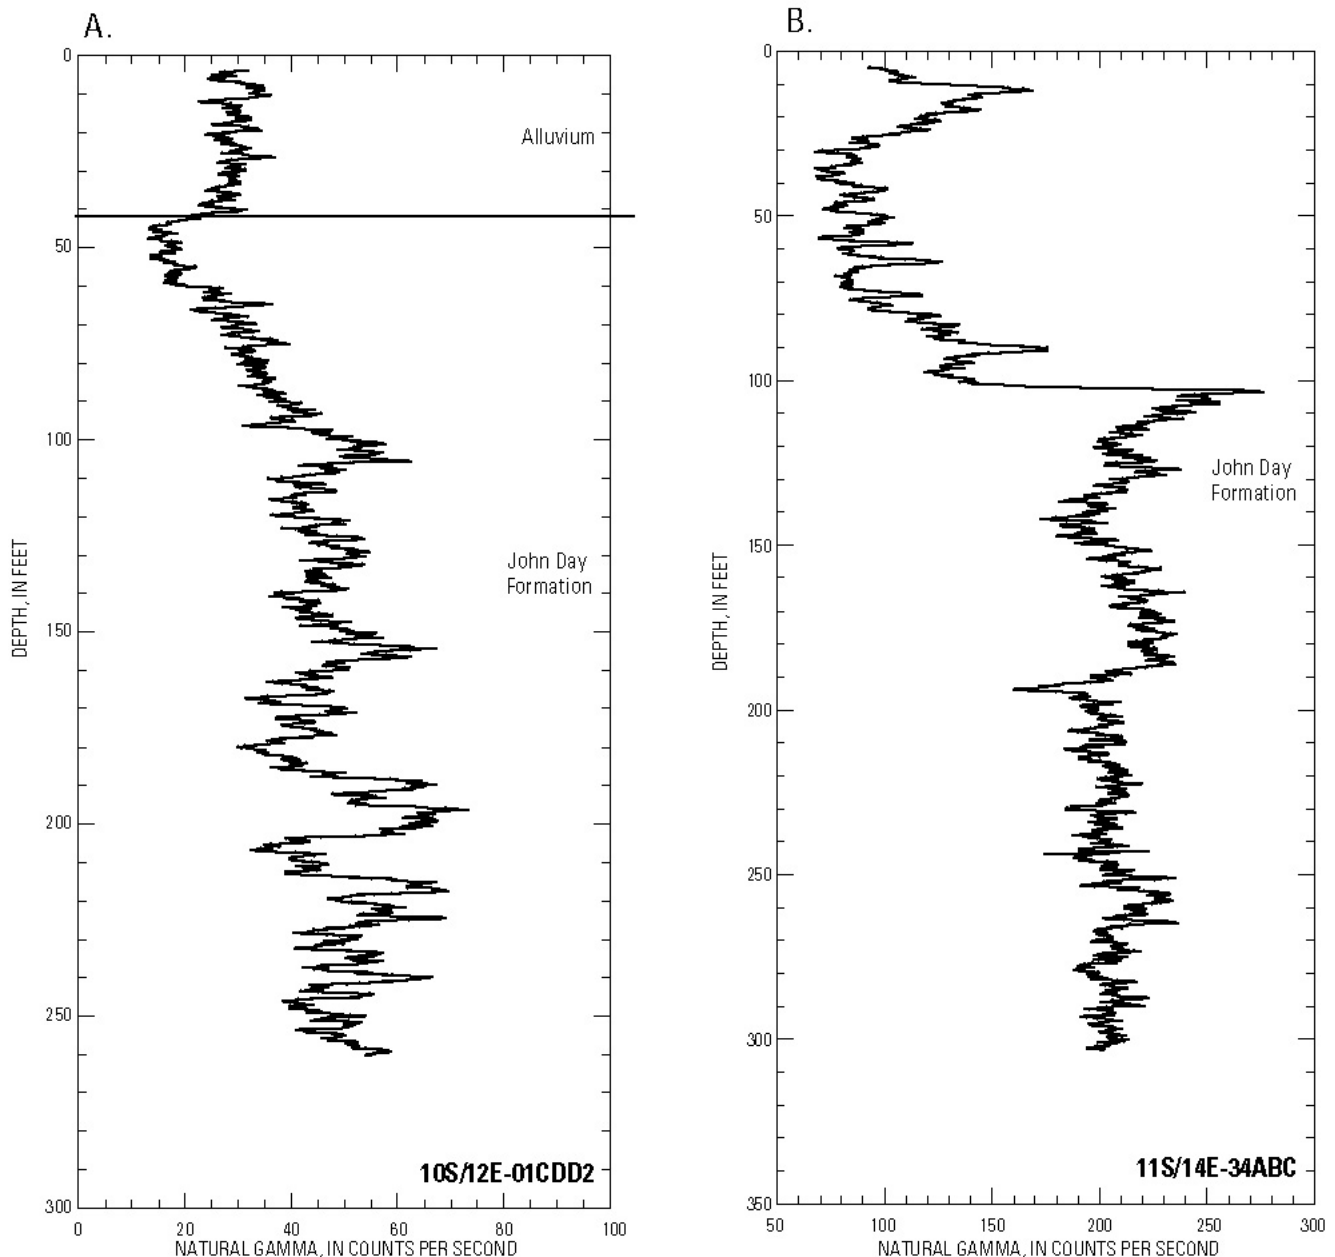 A.
0
50
100
150
200
250
300
DEPTH, IN FEET
Alluvium
John Day
Formation
10S/12E-01CDD2
0 20 40 60 80 100
NATURAL GAMMA, IN COUNTS PER SECOND
B.
0
50
100
150
200
250
300
350
DEPTH, IN FEET
John Day
Formation
11S/14E-34ABC
50 100 150 200 250 300
NATURAL GAMMA, IN COUNTS PER SECOND